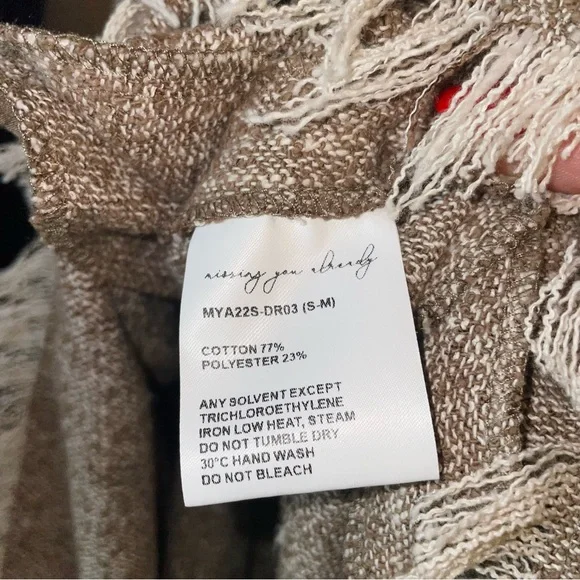 missing you already
MYA22S-DR03 (S-M)
COTTON 77%
POLYESTER 23%
ANY SOLVENT EXCEPT
TRICHLOROETHYLENE
IRON LOW HEAT, STEAM
DO NOT TUMBLE DRY
30°C HAND WASH
DO NOT BLEACH